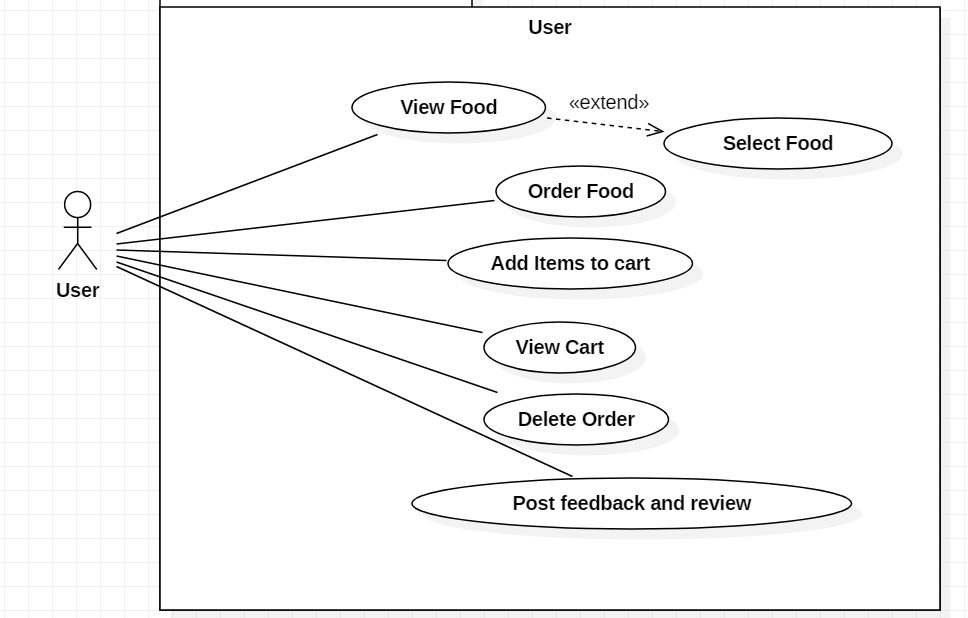 User
View Food
«extend»
Select Food
Order Food
Add Items to cart
User
View Cart
Delete Order
Post feedback and review